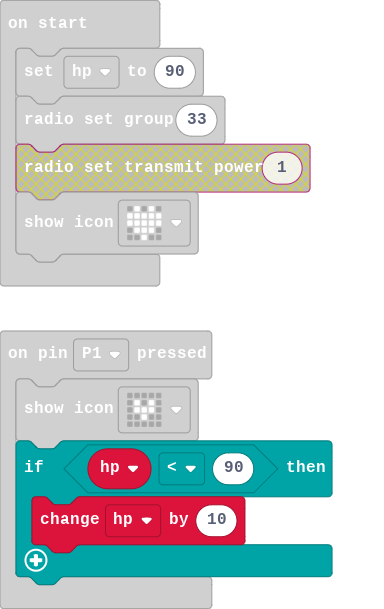 on start
set hp to 90
radio set group 33
radio set transmit power 1
show icon
on pin P1 pressed
show icon
if hp < 90 then
change hp by 10